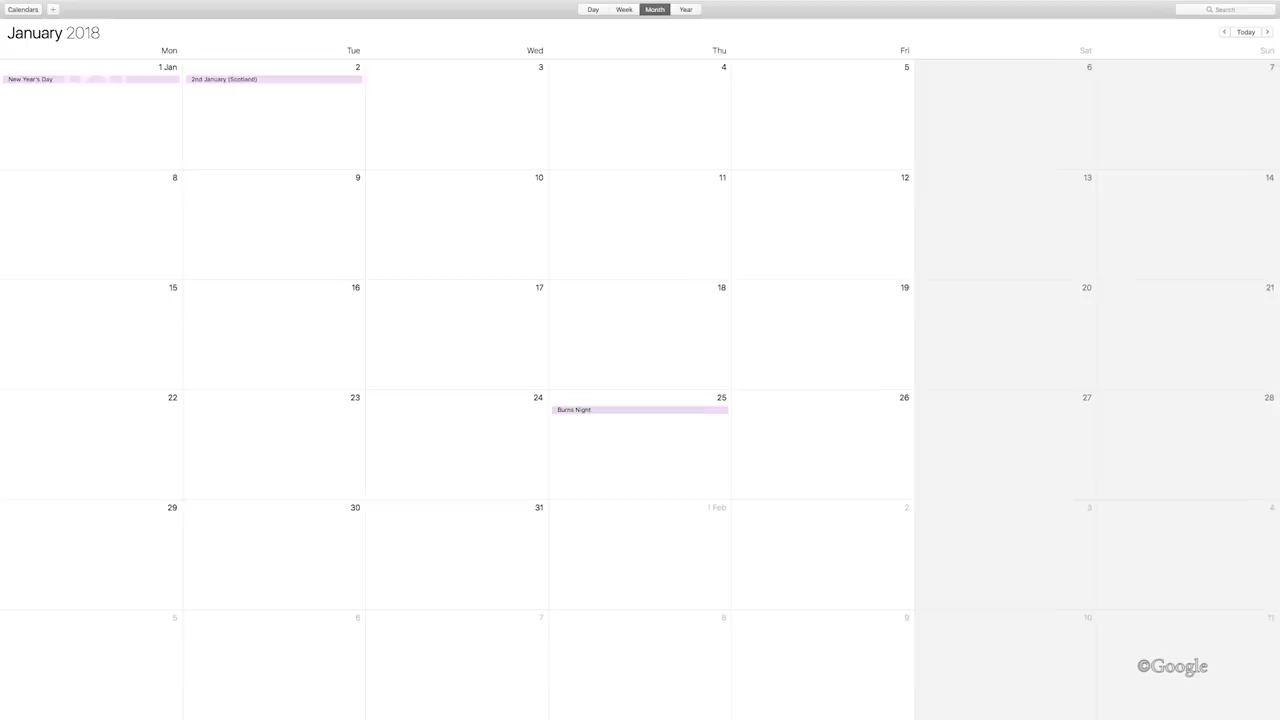 Calendars + Day Week Month Year Search
January 2018 < Today >
Mon Tue Wed Thu Fri Sat Sun
1 Jan 2 3 4 5 6 7
New Year's Day 2nd January (Scotland)
8 9 10 11 12 13 14
15 16 17 18 19 20 21
22 23 24 25 26 27 28
Burns Night
29 30 31 1 Feb 2 3 4
5 6 7 8 9 10 11
©Google